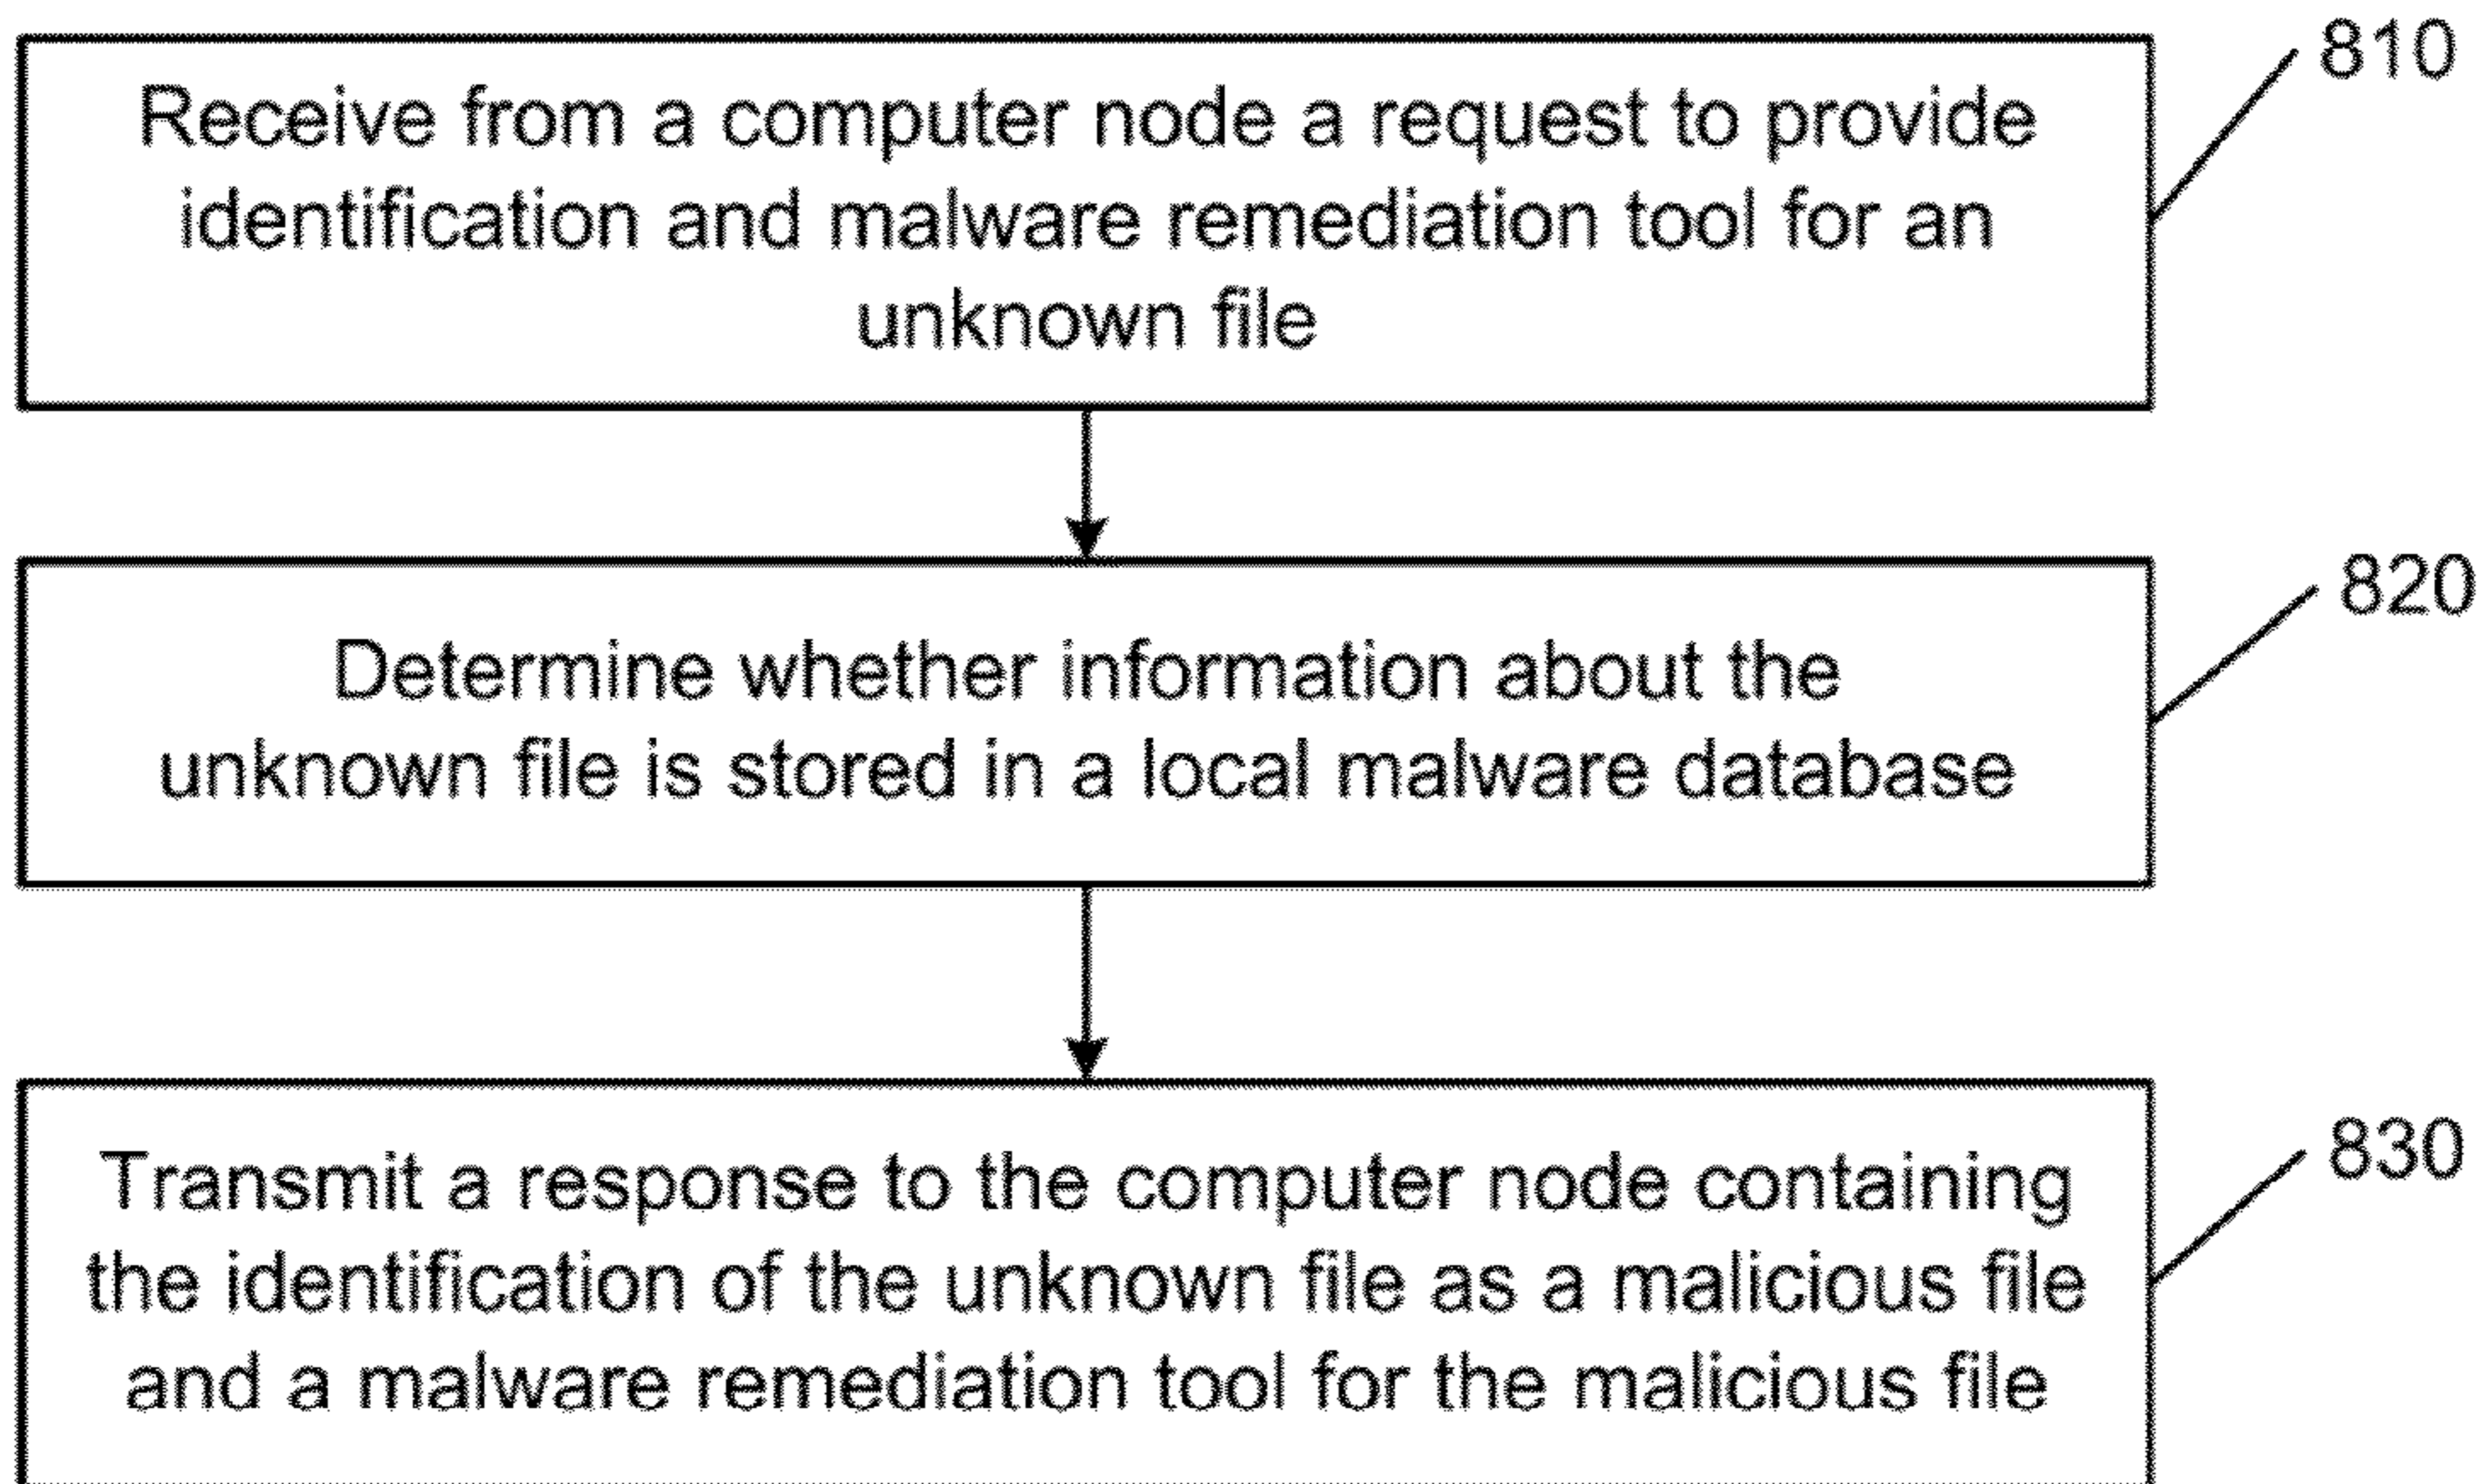 810
Receive from a computer node a request to provide
identification and malware remediation tool for an
unknown file
820
Determine whether information about the
unknown file is stored in a local malware database
830
Transmit a response to the computer node containing
the identification of the unknown file as a malicious file
and a malware remediation tool for the malicious file